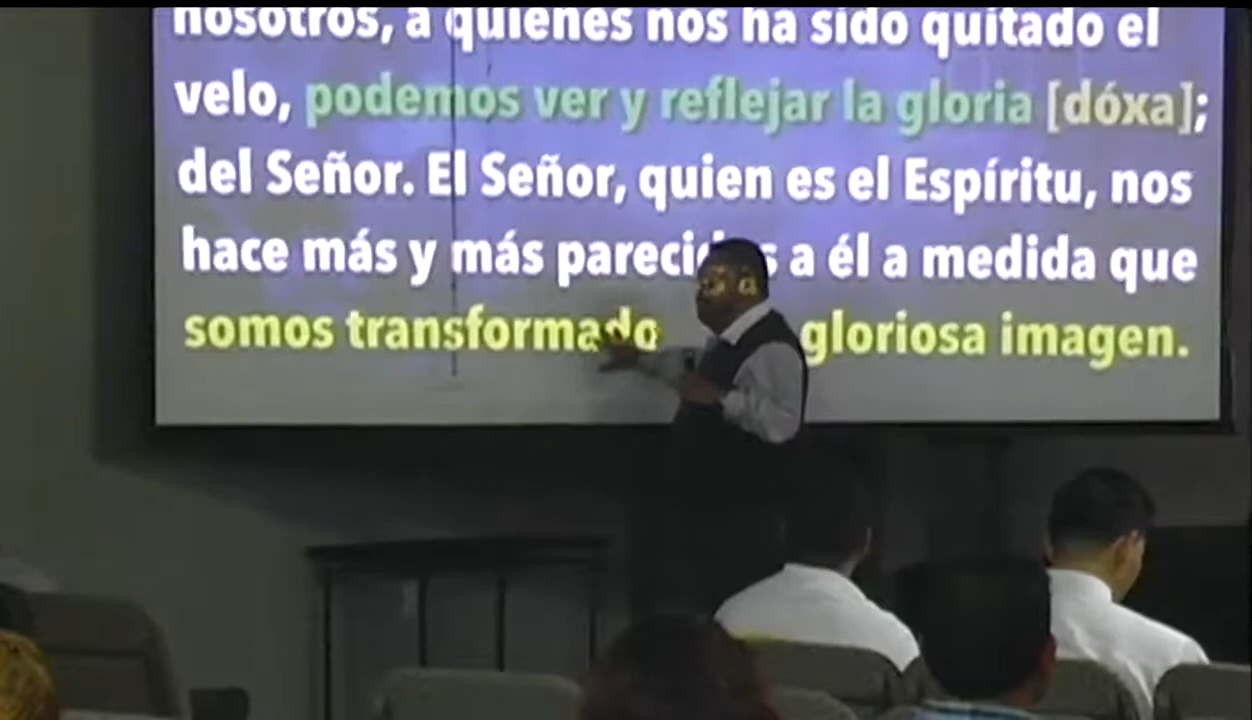 nosotros, a quienes nos ha sido quitado el
velo, podemos ver y reflejar la gloria [dóxa];
del Señor. El Señor, quien es el Espíritu, nos
hace más y más parecidos a él a medida que
somos transformado gloriosa imagen.